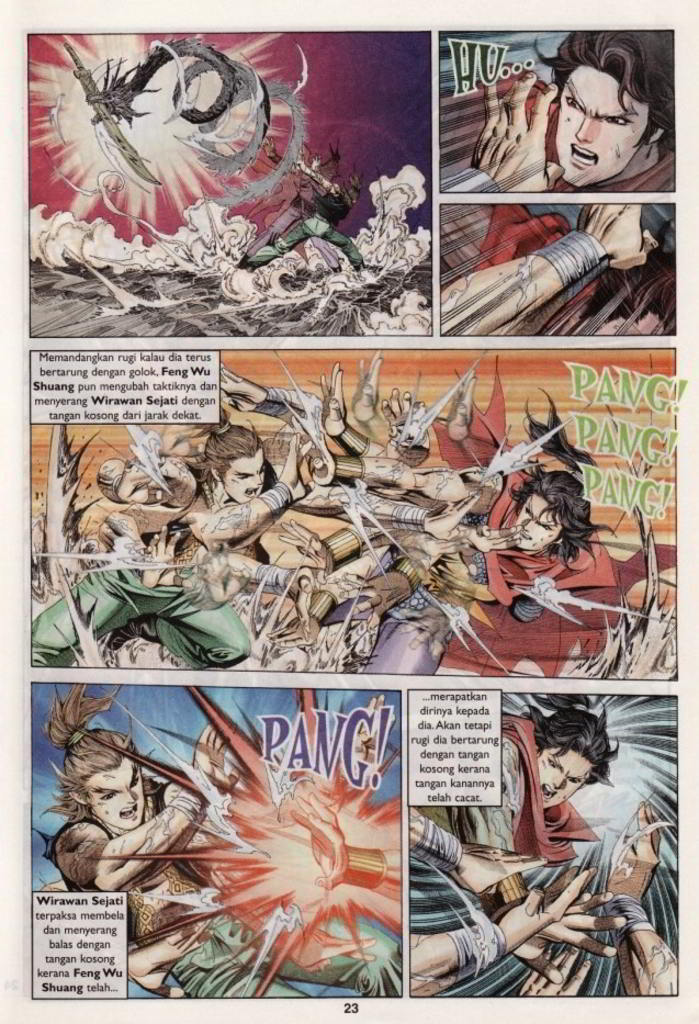 HU...
Memandangkan rugi kalau dia terus
bertarung dengan golok, Feng Wu
Shuang pun mengubah taktiknya dan
menyerang Wirawan Sejati dengan
tangan kosong dari jarak dekat.
PANG!
PANG!
PANG!
PANG!
Wirawan Sejati
terpaksa membela
dan menyerang
balas dengan
tangan kosong
kerana Feng Wu
Shuang telah...
...merapatkan
dirinya kepada
dia. Akan tetapi
rugi dia bertarung
dengan tangan
kosong kerana
tangan kanannya
telah cacat.
23